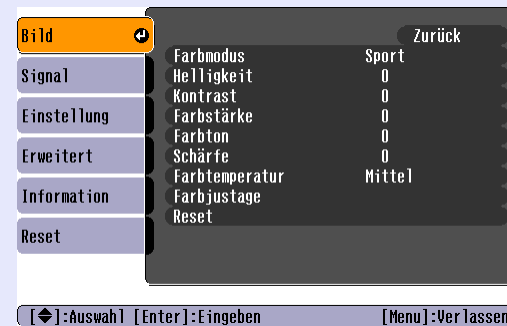 Bild
Signal
Einstellung
Erweitert
Information
Reset
Zurück
Farbmodus Sport
Helligkeit 0
Kontrast 0
Farbstärke 0
Farbton 0
Schärfe 0
Farbtemperatur Mittel
Farbjustage
Reset
[◆]:Auswahl [Enter]:Eingeben [Menu]:Verlassen